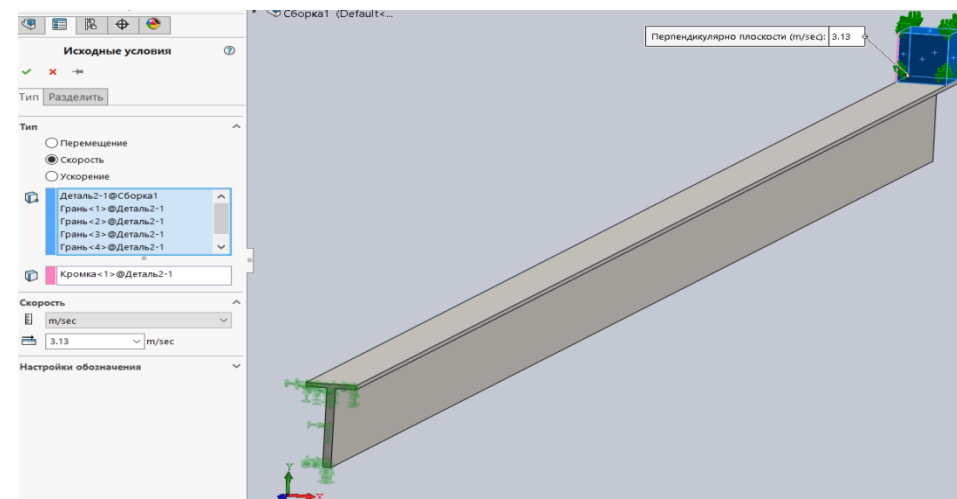 Сборка1 (Default<...
Исходные условия
Тип Разделить
Тип
Перемещение
Скорость
Ускорение
Деталь2-1@Сборка1
Грань<1>@Деталь2-1
Грань<2>@Деталь2-1
Грань<3>@Деталь2-1
Грань<4>@Деталь2-1
Кромка<1>@Деталь2-1
Скорость
m/sec
3.13 m/sec
Настройки обозначения
Перпендикулярно плоскости (m/sec): 3.13
Y
X